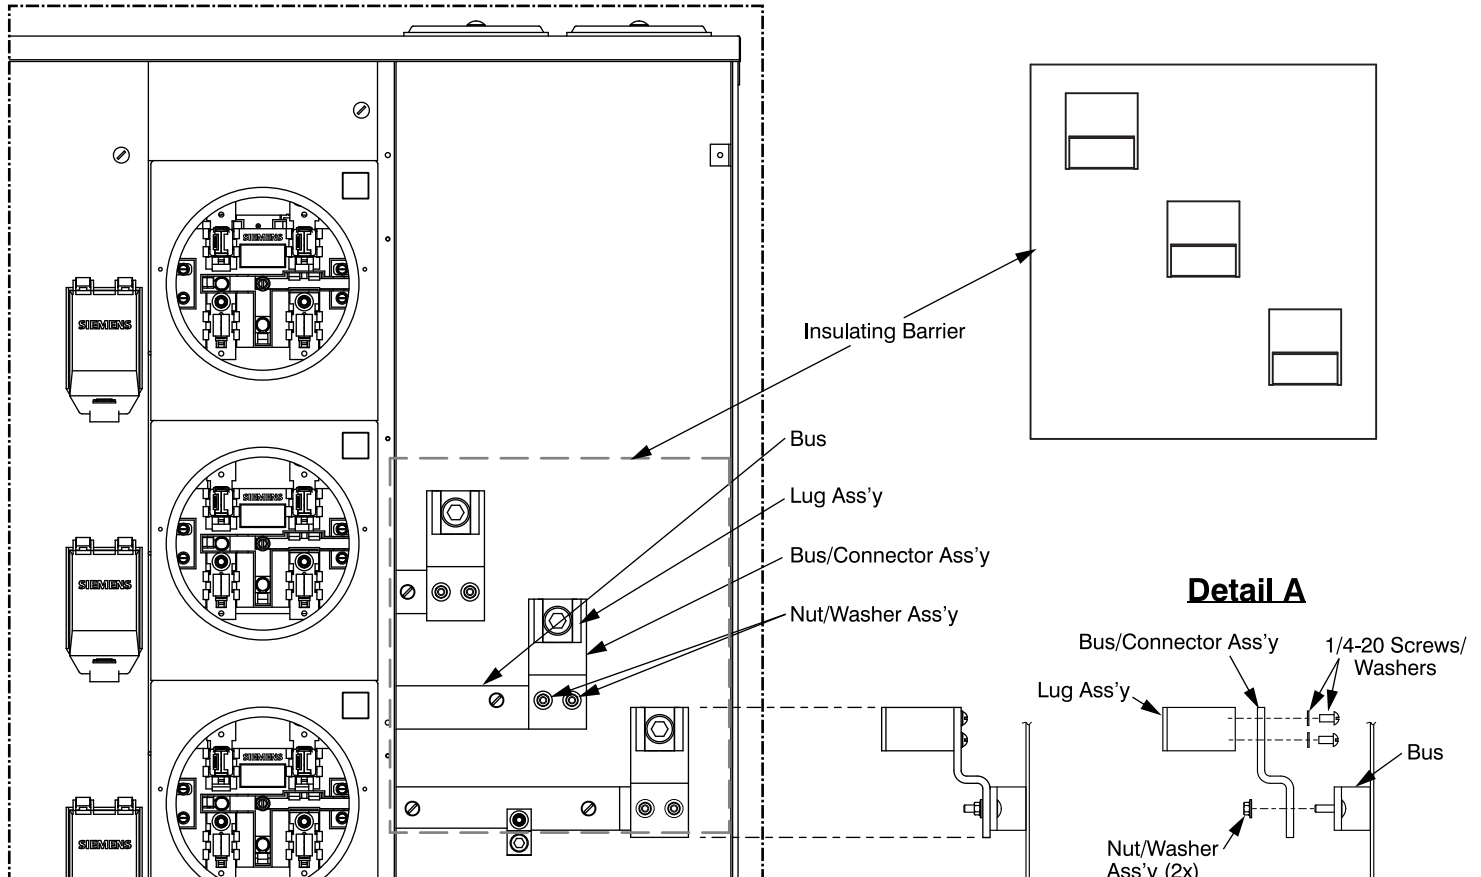 SIEMENS
SIEMENS
SIEMENS
SIEMENS
SIEMENS
SIEMENS
Insulating Barrier
Bus
Lug Ass'y
Bus/Connector Ass'y
Nut/Washer Ass'y
Detail A
Bus/Connector Ass'y
1/4-20 Screws/
Washers
Lug Ass'y
Bus
Nut/Washer
Ass'y (2x)